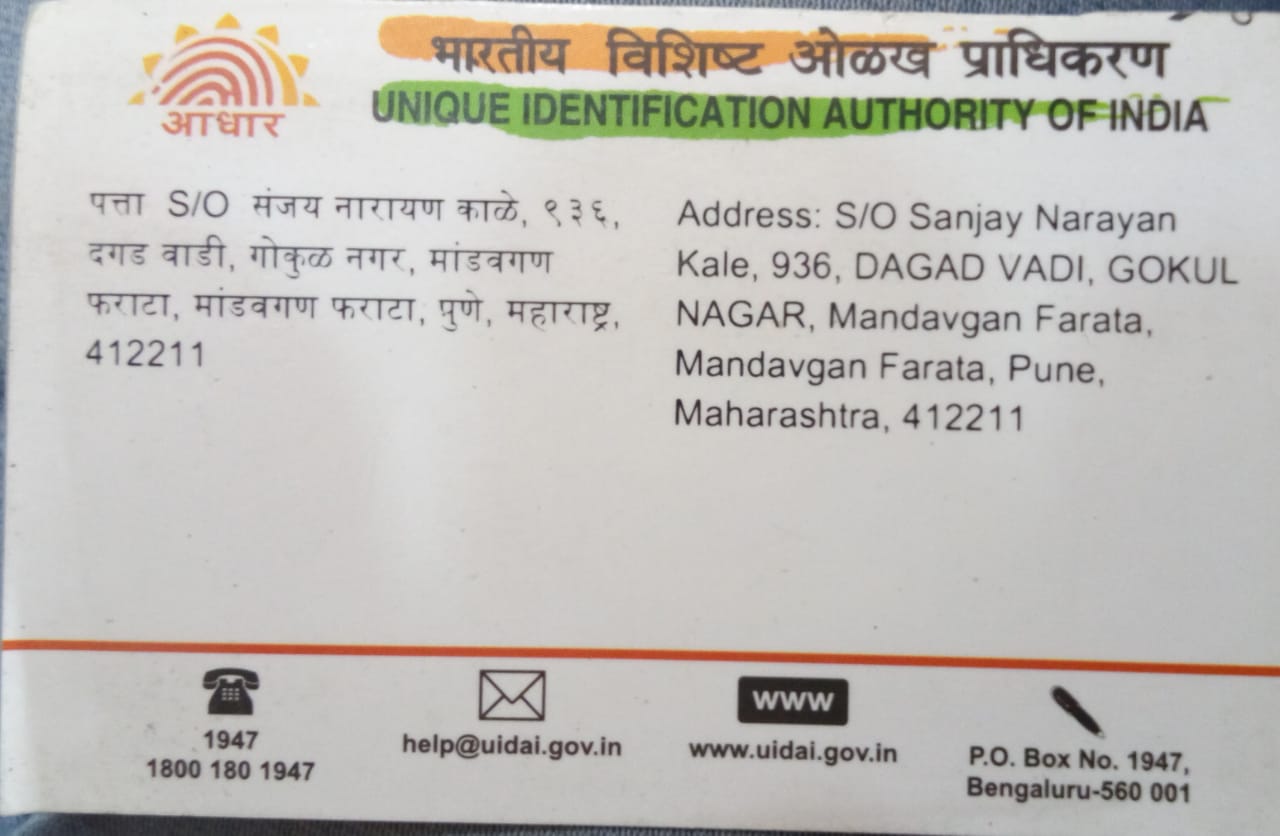 आधार
भारतीय विशिष्ट ओळख प्राधिकरण
UNIQUE IDENTIFICATION AUTHORITY OF INDIA
पत्ता S/O संजय नारायण काळे, ९३६,
दगड वाडी, गोकुळ नगर, मांडवगण
फराटा, मांडवगण फराटा, पुणे, महाराष्ट्र,
412211
Address: S/O Sanjay Narayan
Kale, 936, DAGAD VADI, GOKUL
NAGAR, Mandavgan Farata,
Mandavgan Farata, Pune,
Maharashtra, 412211
1947
1800 180 1947
help@uidai.gov.in
www
www.uidai.gov.in
P.O. Box No. 1947,
Bengaluru-560 001